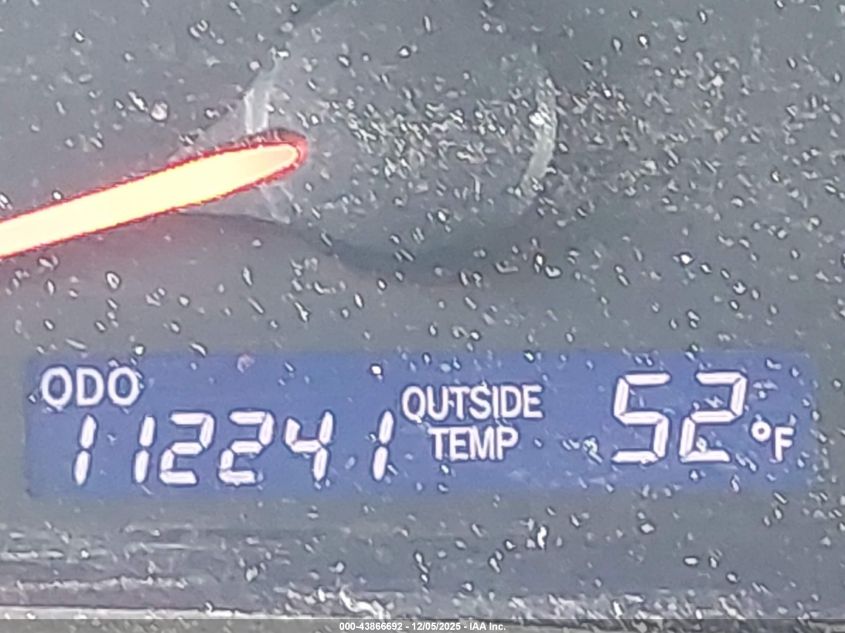 ODO
112241
OUTSIDE
TEMP
52°F
000-43866692 - 12/05/2025 - IAA Inc.